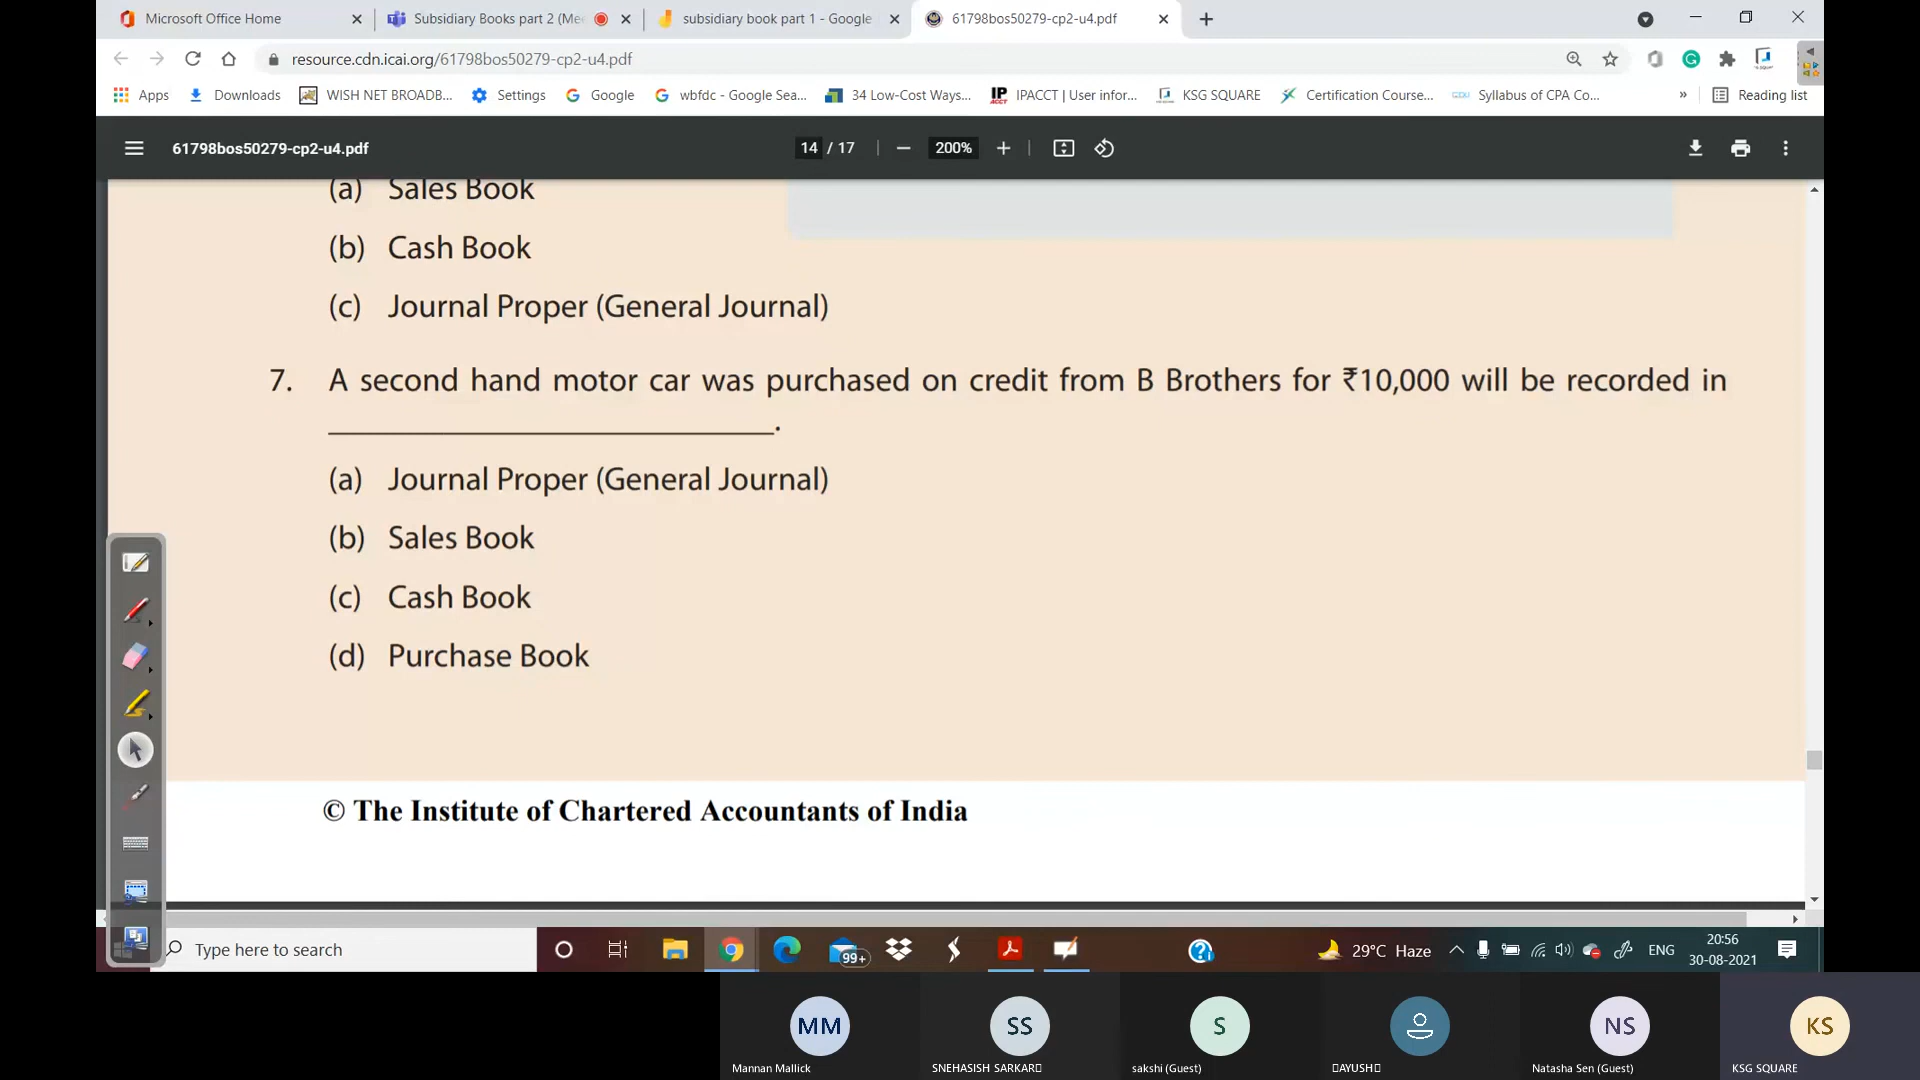 Microsoft Office Home
Subsidiary Books part 2 (Mee
subsidiary book part 1 - Google
61798bos50279-cp2-u4.pdf
resource.cdn.icai.org/61798bos50279-cp2-u4.pdf
Apps
Downloads
WISH NET BROADB...
Settings
Google
wbfdc - Google Sea...
34 Low-Cost Ways...
IPACCT | User infor...
KSG SQUARE
Certification Course...
Syllabus of CPA Co...
»
Reading list
61798bos50279-cp2-u4.pdf
14 / 17
200%
(a) Sales Book
(b) Cash Book
(c) Journal Proper (General Journal)
7. A second hand motor car was purchased on credit from B Brothers for ₹10,000 will be recorded in
______________________________.
(a) Journal Proper (General Journal)
(b) Sales Book
(c) Cash Book
(d) Purchase Book
© The Institute of Chartered Accountants of India
Type here to search
99+
29°C Haze
ENG
20:56
30-08-2021
MM
SS
S
NS
KS
Mannan Mallick
SNEHASISH SARKAR
sakshi (Guest)
AYUSH
Natasha Sen (Guest)
KSG SQUARE